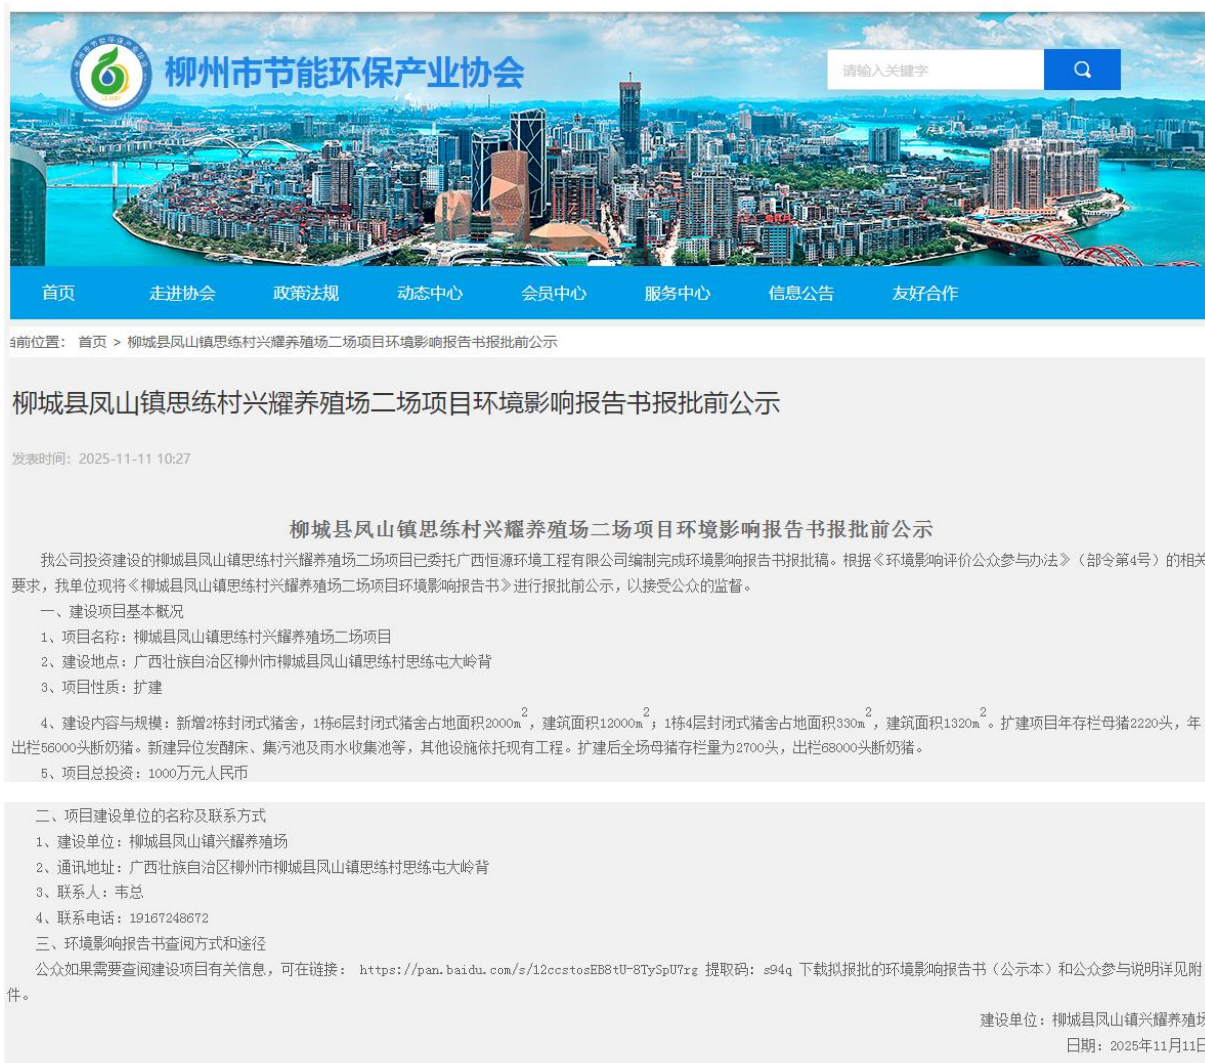 柳州市节能环保产业协会
请输入关键字
首页 走进协会 政策法规 动态中心 会员中心 服务中心 信息公告 友好合作
当前位置： 首页 > 柳城县凤山镇思练村兴耀养殖场二场项目环境影响报告书报批前公示
柳城县凤山镇思练村兴耀养殖场二场项目环境影响报告书报批前公示
发表时间：2025-11-11 10:27
柳城县凤山镇思练村兴耀养殖场二场项目环境影响报告书报批前公示
我公司投资建设的柳城县凤山镇思练村兴耀养殖场二场项目已委托广西恒源环境工程有限公司编制完成环境影响报告书报批稿。根据《环境影响评价公众参与办法》（部令第4号）的相关
要求，我单位现将《柳城县凤山镇思练村兴耀养殖场二场项目环境影响报告书》进行报批前公示，以接受公众的监督。
一、建设项目基本概况
1、项目名称：柳城县凤山镇思练村兴耀养殖场二场项目
2、建设地点：广西壮族自治区柳州市柳城县凤山镇思练村思练屯大岭背
3、项目性质：扩建
4、建设内容与规模：新增2栋封闭式猪舍，1栋6层封闭式猪舍占地面积2000m²，建筑面积12000m²；1栋4层封闭式猪舍占地面积330m²，建筑面积1320m²。扩建项目年存栏母猪2220头，年
出栏56000头断奶猪。新建异位发酵床、集污池及雨水收集池等，其他设施依托现有工程。扩建后全场母猪存栏量为2700头，出栏68000头断奶猪。
5、项目总投资：1000万元人民币
二、项目建设单位的名称及联系方式
1、建设单位：柳城县凤山镇兴耀养殖场
2、通讯地址：广西壮族自治区柳州市柳城县凤山镇思练村思练屯大岭背
3、联系人：韦总
4、联系电话：19167248672
三、环境影响报告书查阅方式和途径
公众如果需要查阅建设项目有关信息，可在链接： https://pan.baidu.com/s/12ccstosEB8tU-8TySpU7rg 提取码: s94q 下载拟报批的环境影响报告书（公示本）和公众参与说明详见附
件。
建设单位：柳城县凤山镇兴耀养殖场
日期：2025年11月11日